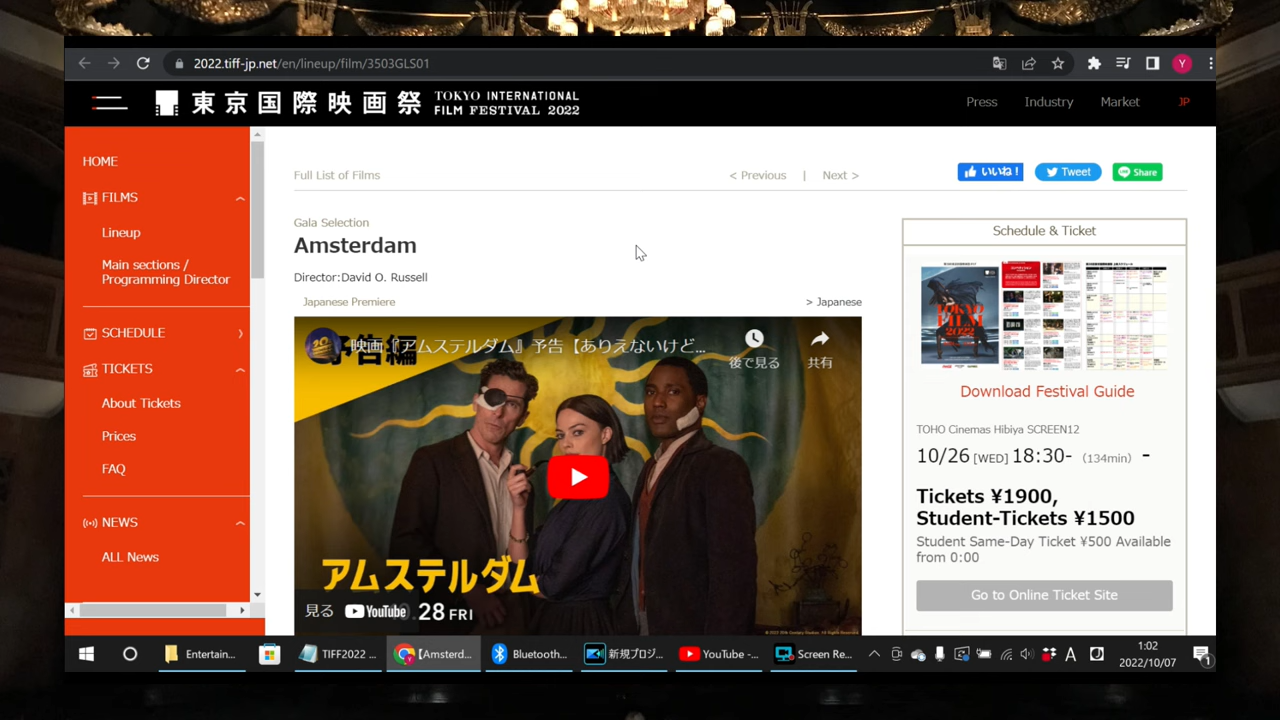 2022.tiff-jp.net/en/lineup/film/3503GLS01
Y
東京国際映画祭
TOKYO INTERNATIONAL
FILM FESTIVAL 2022
Press
Industry
Market
JP
HOME
FILMS
Lineup
Main sections /
Programming Director
SCHEDULE
TICKETS
About Tickets
Prices
FAQ
NEWS
ALL News
Full List of Films
< Previous | Next >
いいね！
Tweet
Share
Gala Selection
Amsterdam
Director:David O. Russell
Japanese Premiere
> Japanese
映画『アムステルダム』予告【ありえないけど...
後で見る
共有
アムステルダム
見る YouTube
28 FRI
Schedule & Ticket
TOKYO
FILM
2022
Download Festival Guide
TOHO Cinemas Hibiya SCREEN12
10/26 [WED] 18:30- （134min） -
Tickets ¥1900,
Student-Tickets ¥1500
Student Same-Day Ticket ¥500 Available
from 0:00
Go to Online Ticket Site
Entertain...
TIFF2022 ...
【Amsterd...
Bluetooth...
新規プロジ...
YouTube -...
Screen Re...
A
1:02
2022/10/07
1